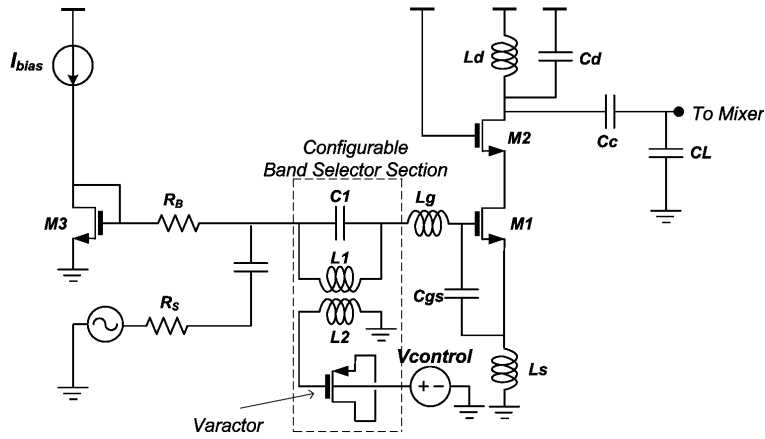 Ibias
Ld
Cd
M2
To Mixer
Cc
CL
Configurable
Band Selector Section
C1
Lg
M1
RB
M3
L1
Cgs
RS
L2
Vcontrol
+ −
Ls
Varactor